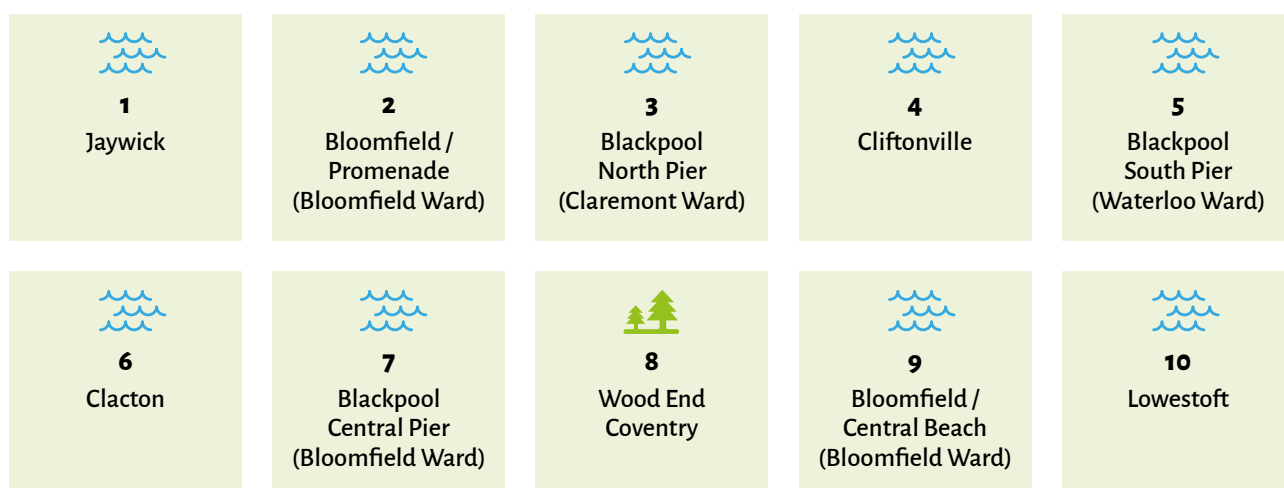 1
Jaywick
2
Bloomfield /
Promenade
(Bloomfield Ward)
3
Blackpool
North Pier
(Claremont Ward)
4
Cliftonville
5
Blackpool
South Pier
(Waterloo Ward)
6
Clacton
7
Blackpool
Central Pier
(Bloomfield Ward)
8
Wood End
Coventry
9
Bloomfield /
Central Beach
(Bloomfield Ward)
10
Lowestoft